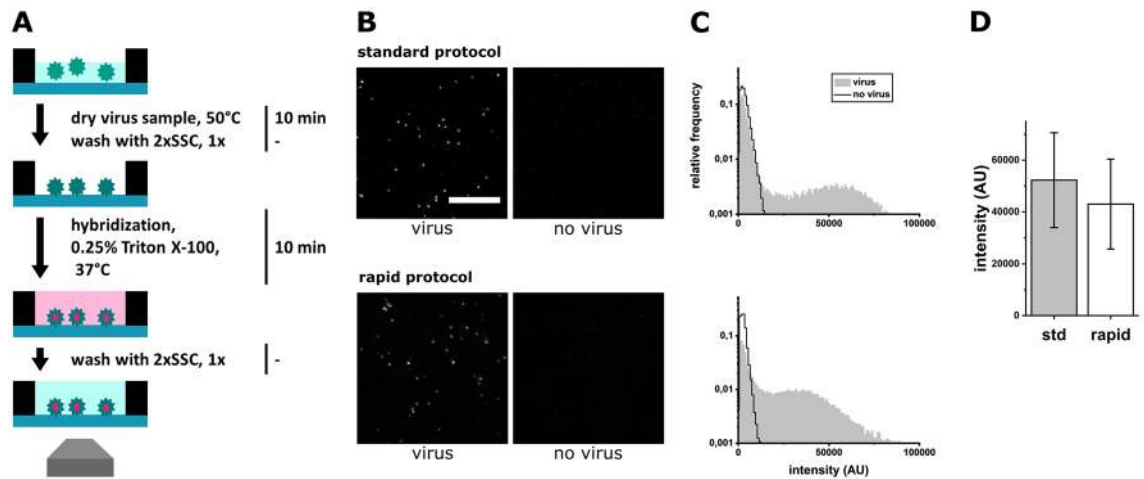 A
dry virus sample, 50°C
wash with 2xSSC, 1x
10 min
-
hybridization,
0.25% Triton X-100,
37°C
10 min
wash with 2xSSC, 1x
-
B
standard protocol
virus
no virus
rapid protocol
virus
no virus
C
virus
no virus
relative frequency
0,1
0,01
0,001
0
50000
100000
0,1
0,01
0,001
0
50000
100000
intensity (AU)
D
intensity (AU)
60000
40000
20000
0
std
rapid